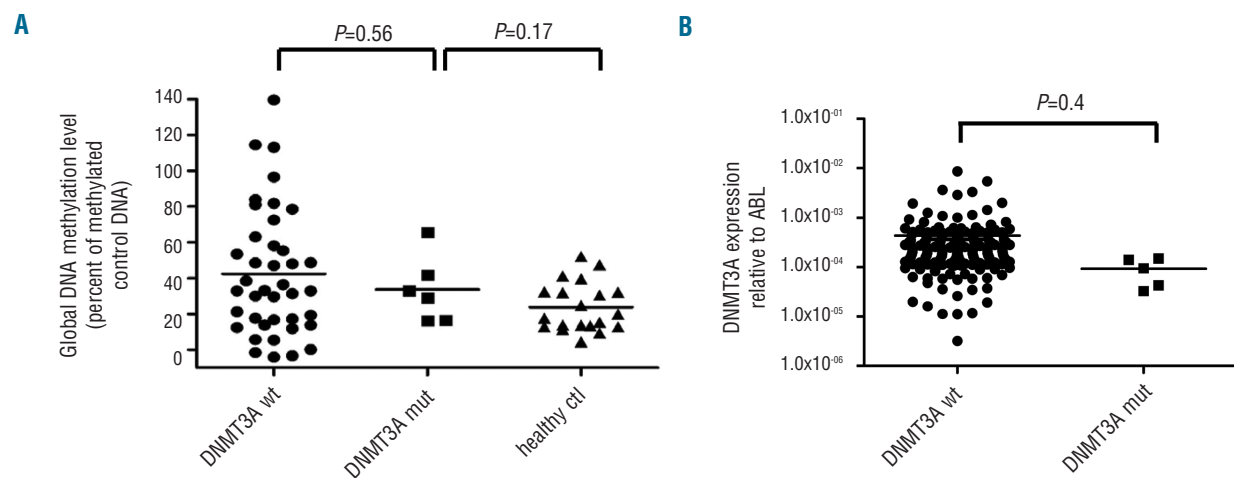 A
P=0.56
P=0.17
Global DNA methylation level
(percent of methylated
control DNA)
140
120
100
80
60
40
20
0
DNMT3A wt
DNMT3A mut
healthy ctl
B
P=0.4
DNMT3A expression
relative to ABL
1.0x10⁻⁰¹
1.0x10⁻⁰²
1.0x10⁻⁰³
1.0x10⁻⁰⁴
1.0x10⁻⁰⁵
1.0x10⁻⁰⁶
DNMT3A wt
DNMT3A mut